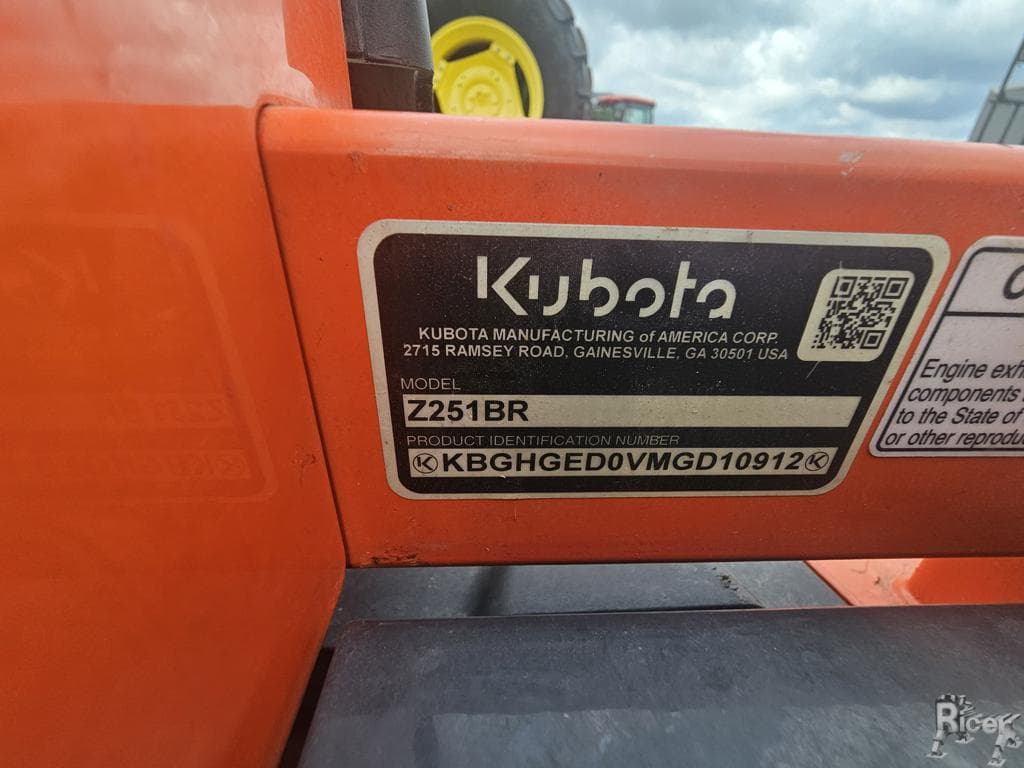 Kubota
KUBOTA MANUFACTURING of AMERICA CORP.
2715 RAMSEY ROAD, GAINESVILLE, GA 30501 USA
MODEL
Z251BR
PRODUCT IDENTIFICATION NUMBER
KBGHGED0VMGD10912
Engine exh
components
to the State of
or other reprodu
Ricer